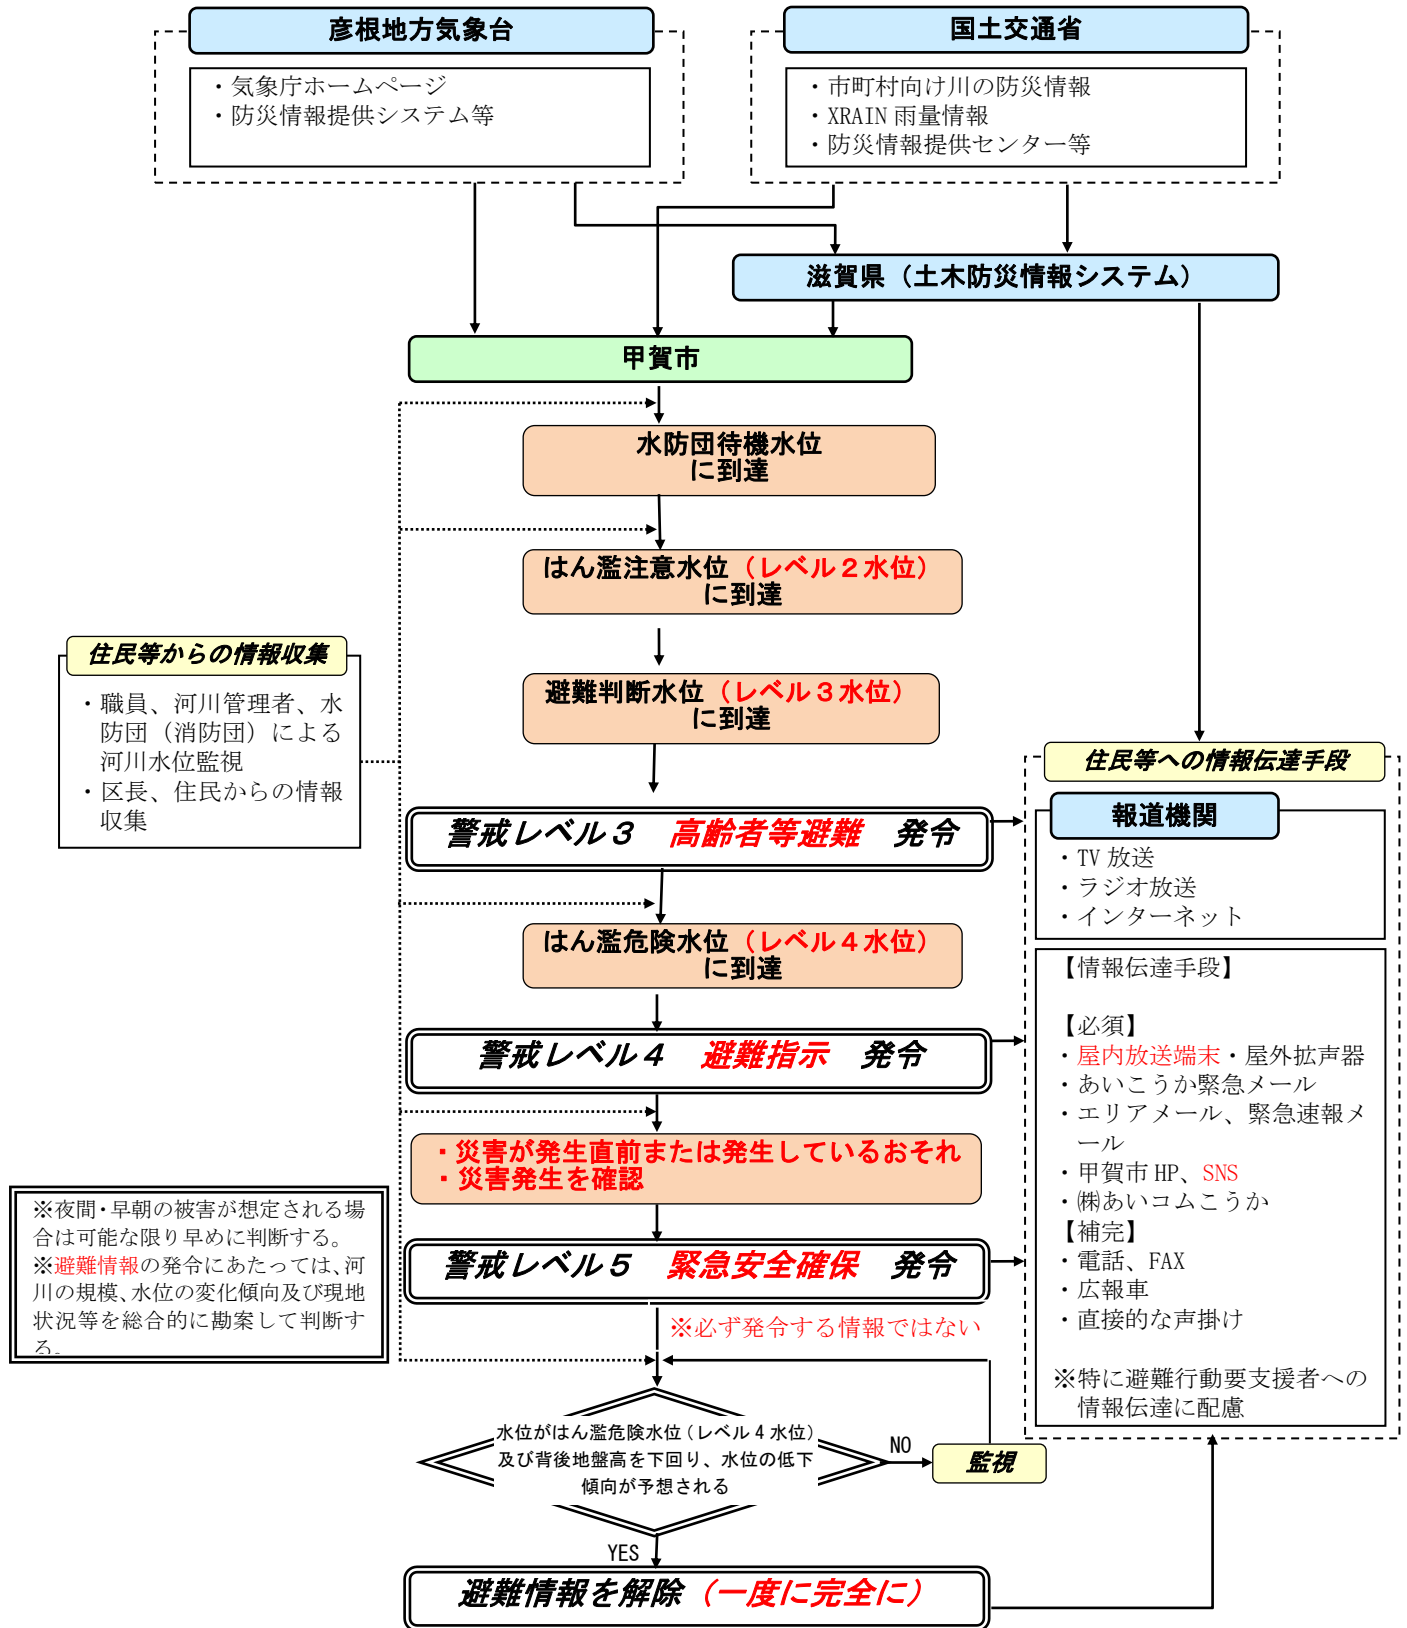 彦根地方気象台
・気象庁ホームページ
・防災情報提供システム等
国土交通省
・市町村向け川の防災情報
・XRAIN 雨量情報
・防災情報提供センター等
滋賀県（土木防災情報システム）
甲賀市
水防団待機水位
に到達
はん濫注意水位（レベル２水位）
に到達
住民等からの情報収集
・職員、河川管理者、水
防団（消防団）による
河川水位監視
・区長、住民からの情報
収集
避難判断水位（レベル３水位）
に到達
警戒レベル３　高齢者等避難　発令
はん濫危険水位（レベル４水位）
に到達
警戒レベル４　避難指示　発令
・災害が発生直前または発生しているおそれ
・災害発生を確認
警戒レベル５　緊急安全確保　発令
※必ず発令する情報ではない
※夜間・早朝の被害が想定される場
合は可能な限り早めに判断する。
※避難情報の発令にあたっては、河
川の規模、水位の変化傾向及び現地
状況等を総合的に勘案して判断す
る。
水位がはん濫危険水位（レベル４水位）
及び背後地盤高を下回り、水位の低下
傾向が予想される
NO
監視
YES
避難情報を解除（一度に完全に）
住民等への情報伝達手段
報道機関
・TV 放送
・ラジオ放送
・インターネット
【情報伝達手段】
【必須】
・屋内放送端末・屋外拡声器
・あいこうか緊急メール
・エリアメール、緊急速報メ
ール
・甲賀市 HP、SNS
・㈱あいコムこうか
【補完】
・電話、FAX
・広報車
・直接的な声掛け
※特に避難行動要支援者への
情報伝達に配慮